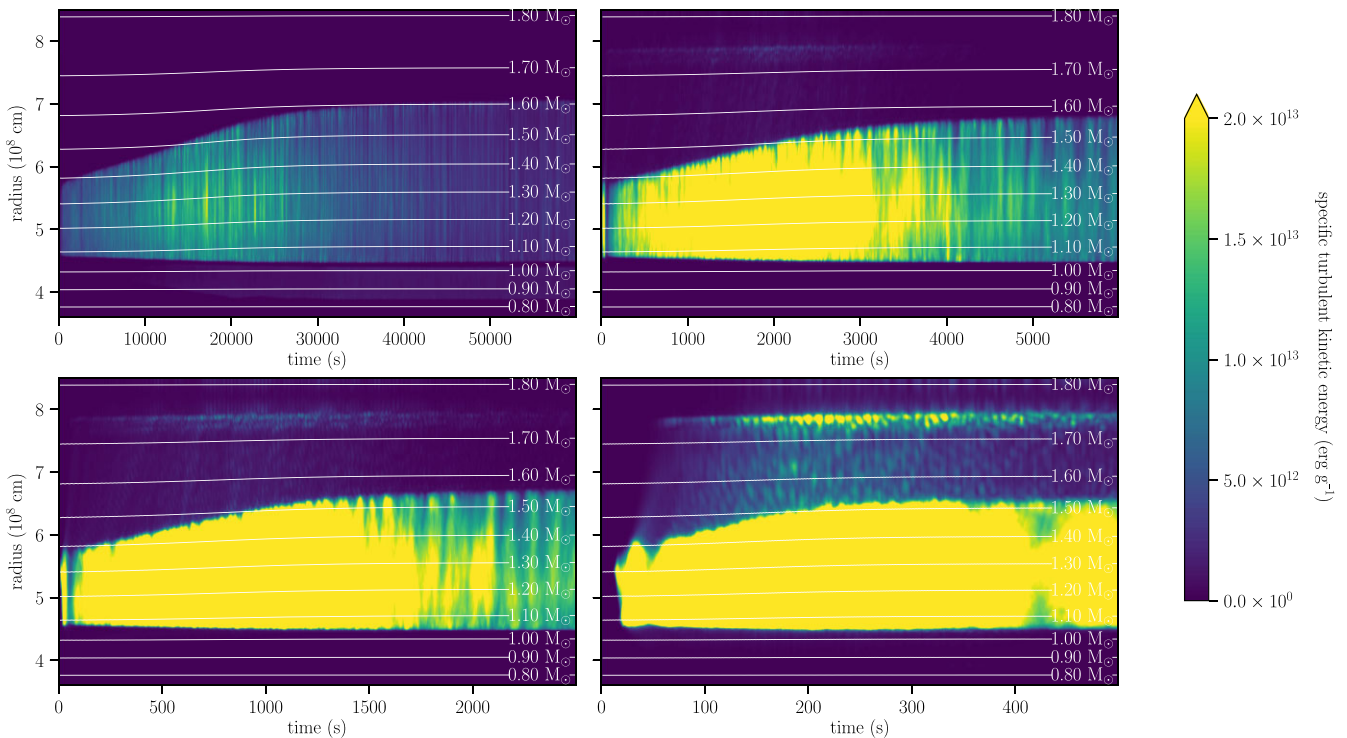 radius (10⁸ cm)
8
7
6
5
4
1.80 M⊙
1.70 M⊙
1.60 M⊙
1.50 M⊙
1.40 M⊙
1.30 M⊙
1.20 M⊙
1.10 M⊙
1.00 M⊙
0.90 M⊙
0.80 M⊙
0 10000 20000 30000 40000 50000
time (s)
1.80 M⊙
1.70 M⊙
1.60 M⊙
1.50 M⊙
1.40 M⊙
1.30 M⊙
1.20 M⊙
1.10 M⊙
1.00 M⊙
0.90 M⊙
0.80 M⊙
0 1000 2000 3000 4000 5000
time (s)
radius (10⁸ cm)
8
7
6
5
4
1.80 M⊙
1.70 M⊙
1.60 M⊙
1.50 M⊙
1.40 M⊙
1.30 M⊙
1.20 M⊙
1.10 M⊙
1.00 M⊙
0.90 M⊙
0.80 M⊙
0 500 1000 1500 2000
time (s)
1.80 M⊙
1.70 M⊙
1.60 M⊙
1.50 M⊙
1.40 M⊙
1.30 M⊙
1.20 M⊙
1.10 M⊙
1.00 M⊙
0.90 M⊙
0.80 M⊙
0 100 200 300 400
time (s)
2.0 × 10¹³
1.5 × 10¹³
1.0 × 10¹³
5.0 × 10¹²
0.0 × 10⁰
specific turbulent kinetic energy (erg g⁻¹)